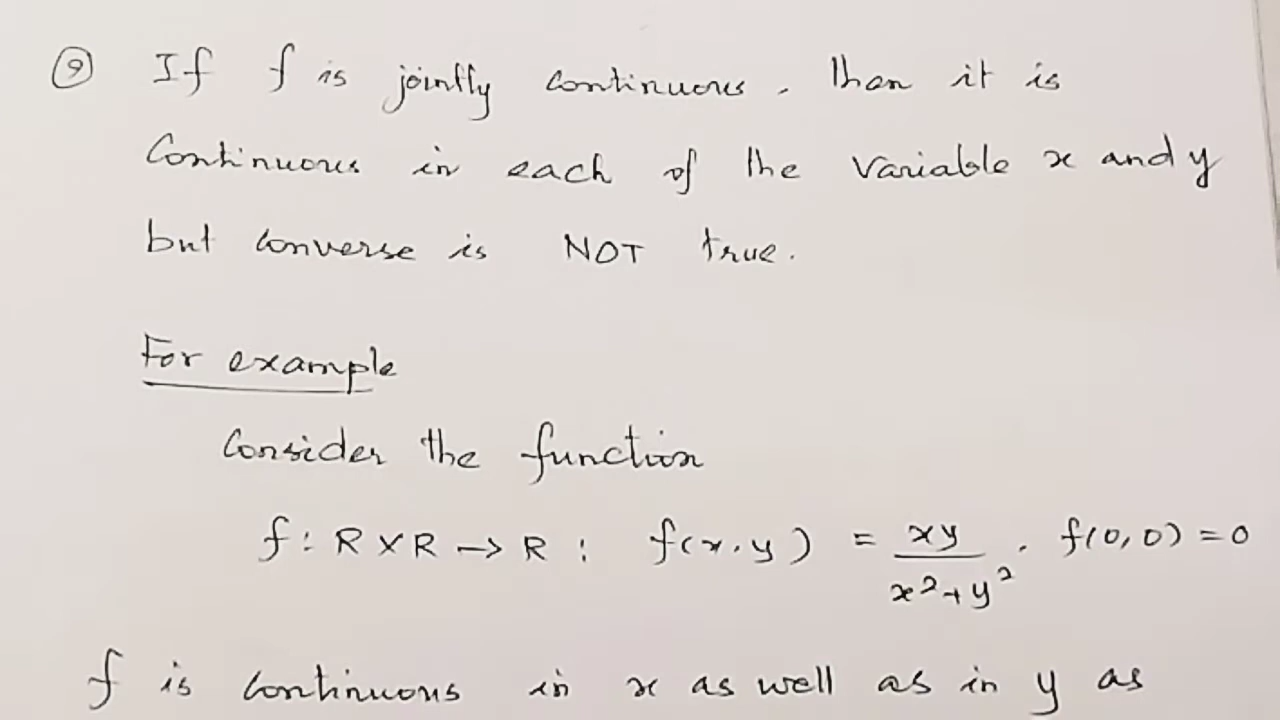 ⑨ If f is jointly continuous, then it is
Continuous in each of the variable x and y
but converse is NOT true.
For example
Consider the function
f : R X R → R : f(x, y) = xy / x² + y² , f(0, 0) = 0
f is continuous in x as well as in y as